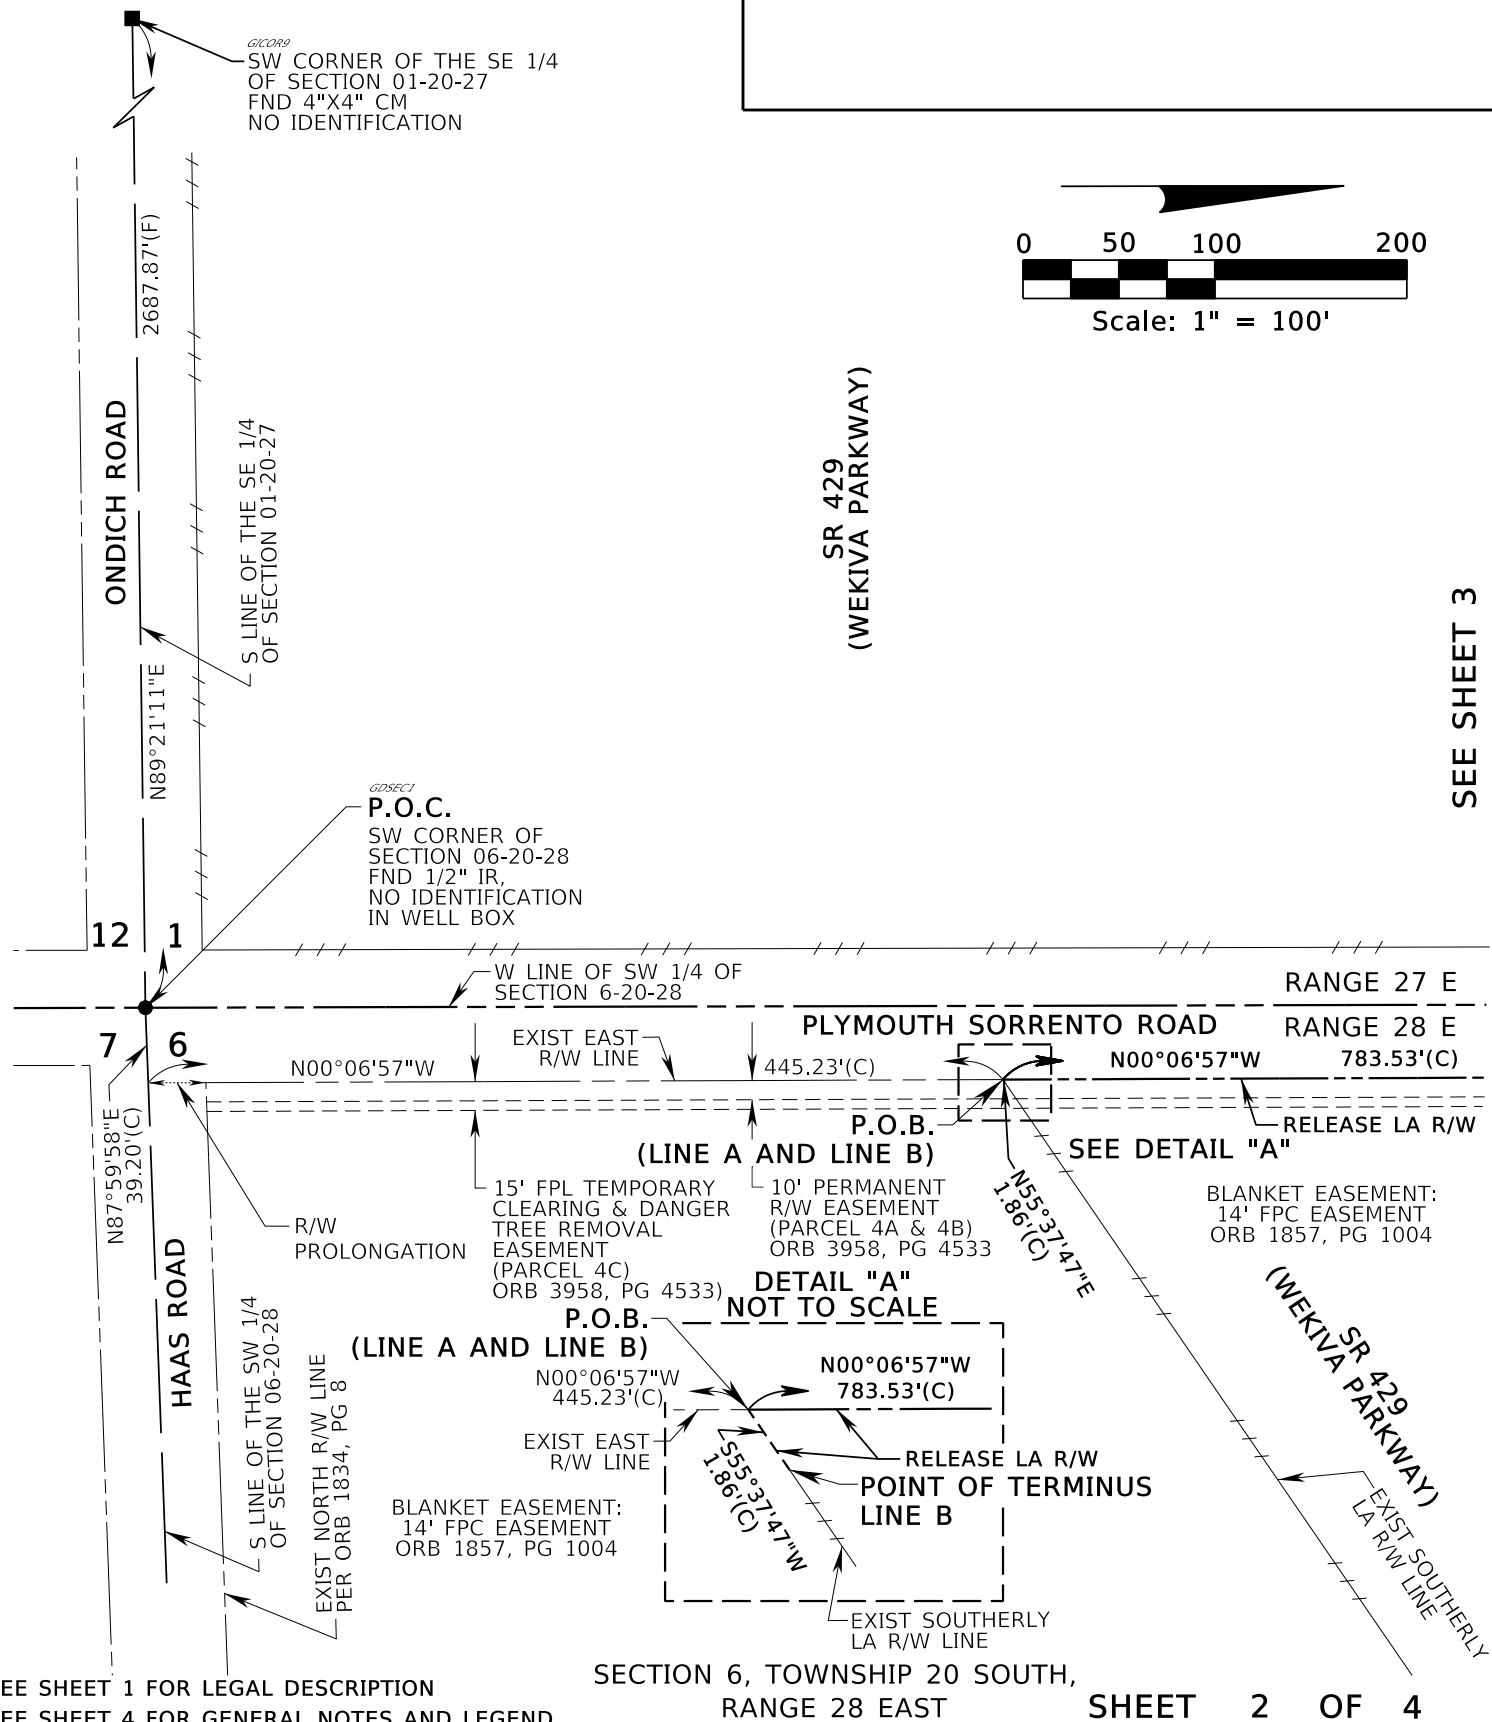 GICOR9
SW CORNER OF THE SE 1/4
OF SECTION 01-20-27
FND 4"X4" CM
NO IDENTIFICATION
0 50 100 200
Scale: 1" = 100'
2687.87'(F)
ONDICH ROAD
S LINE OF THE SE 1/4
OF SECTION 01-20-27
N89°21'11"E
SR 429
(WEKIVA PARKWAY)
SEE SHEET 3
GDSEC1
P.O.C.
SW CORNER OF
SECTION 06-20-28
FND 1/2" IR,
NO IDENTIFICATION
IN WELL BOX
12 1
7 6
W LINE OF SW 1/4 OF
SECTION 6-20-28
RANGE 27 E
RANGE 28 E
PLYMOUTH SORRENTO ROAD
EXIST EAST
R/W LINE
N00°06'57"W
445.23'(C)
N00°06'57"W
783.53'(C)
P.O.B.
(LINE A AND LINE B)
RELEASE LA R/W
SEE DETAIL "A"
N87°59'58"E
39.20'(C)
R/W
PROLONGATION
15' FPL TEMPORARY
CLEARING & DANGER
TREE REMOVAL
EASEMENT
(PARCEL 4C)
ORB 3958, PG 4533)
10' PERMANENT
R/W EASEMENT
(PARCEL 4A & 4B)
ORB 3958, PG 4533
N55°37'47"E
1.86'(C)
BLANKET EASEMENT:
14' FPC EASEMENT
ORB 1857, PG 1004
HAAS ROAD
S LINE OF THE SW 1/4
OF SECTION 06-20-28
EXIST NORTH R/W LINE
PER ORB 1834, PG 8
DETAIL "A"
NOT TO SCALE
P.O.B.
(LINE A AND LINE B)
N00°06'57"W
445.23'(C)
N00°06'57"W
783.53'(C)
EXIST EAST
R/W LINE
RELEASE LA R/W
S55°37'47"W
1.86'(C)
POINT OF TERMINUS
LINE B
BLANKET EASEMENT:
14' FPC EASEMENT
ORB 1857, PG 1004
EXIST SOUTHERLY
LA R/W LINE
SR 429
(WEKIVA PARKWAY)
EXIST SOUTHERLY
LA R/W LINE
EE SHEET 1 FOR LEGAL DESCRIPTION
EE SHEET 4 FOR GENERAL NOTES AND LEGEND
SECTION 6, TOWNSHIP 20 SOUTH,
RANGE 28 EAST
SHEET 2 OF 4